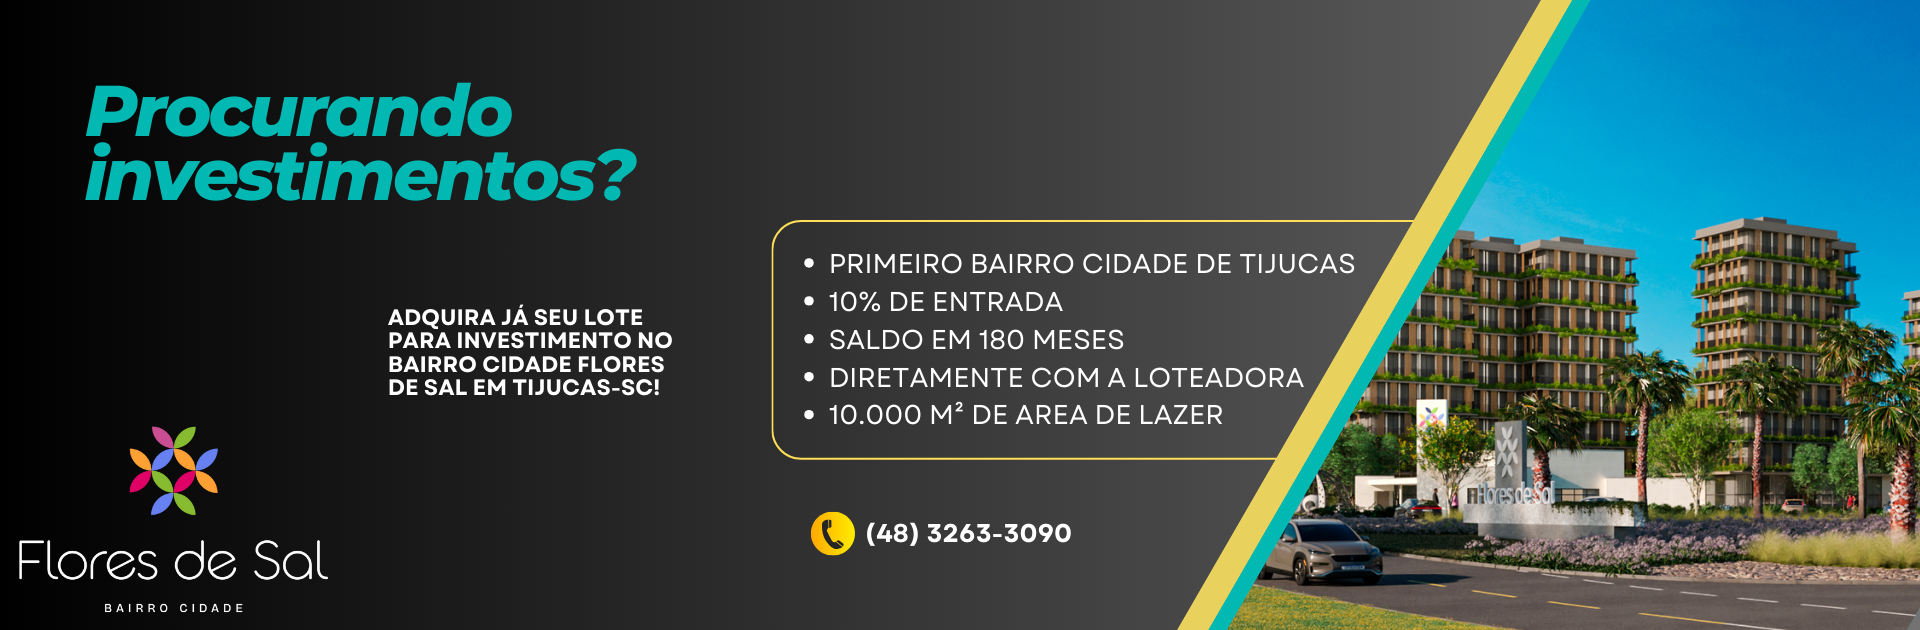 Procurando
investimentos?
ADQUIRA JÁ SEU LOTE
PARA INVESTIMENTO NO
BAIRRO CIDADE FLORES
DE SAL EM TIJUCAS-SC!
• PRIMEIRO BAIRRO CIDADE DE TIJUCAS
• 10% DE ENTRADA
• SALDO EM 180 MESES
• DIRETAMENTE COM A LOTEADORA
• 10.000 M² DE AREA DE LAZER
(48) 3263-3090
Flores de Sal
BAIRRO CIDADE
Flores de Sal